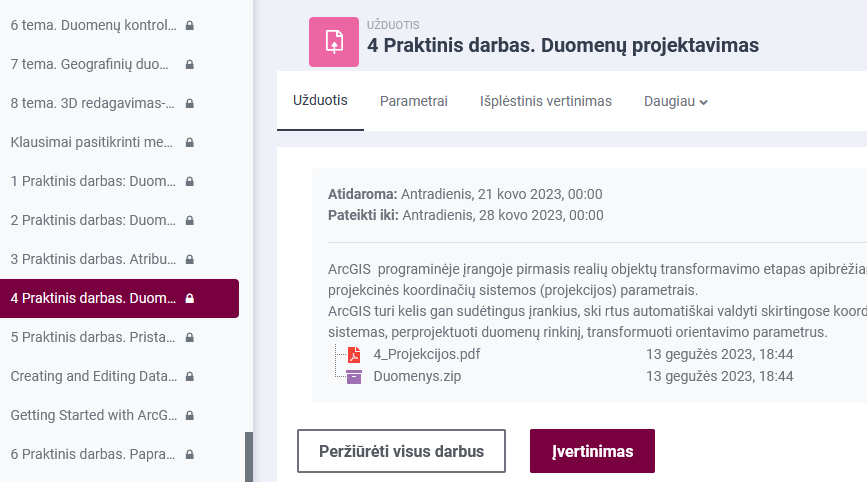 6 tema. Duomenų kontrol...
7 tema. Geografinių duo...
8 tema. 3D redagavimas-...
Klausimai pasitikrinti me...
1 Praktinis darbas: Duom...
2 Praktinis darbas: Duom...
3 Praktinis darbas. Atribu...
4 Praktinis darbas. Duom...
5 Praktinis darbas. Prista...
Creating and Editing Data...
Getting Started with ArcG...
6 Praktinis darbas. Papra...
UŽDUOTIS
4 Praktinis darbas. Duomenų projektavimas
Užduotis Parametrai Išplėstinis vertinimas Daugiau
Atidaroma: Antradienis, 21 kovo 2023, 00:00
Pateikti iki: Antradienis, 28 kovo 2023, 00:00
ArcGIS programinėje įrangoje pirmasis realių objektų transformavimo etapas apibrėžia
projekcinės koordinačių sistemos (projekcijos) parametrais.
ArcGIS turi kelis gan sudėtingus įrankius, ski rtus automatiškai valdyti skirtingose koord
sistemas, perprojektuoti duomenų rinkinį, transformuoti orientavimo parametrus.
4_Projekcijos.pdf 13 gegužės 2023, 18:44
Duomenys.zip 13 gegužės 2023, 18:44
Peržiūrėti visus darbus Įvertinimas